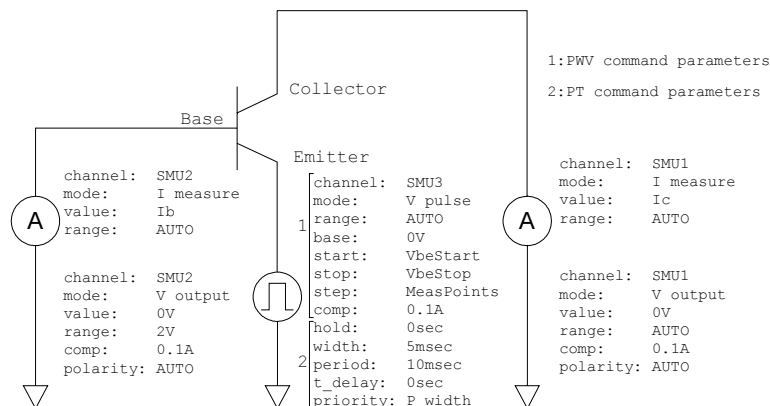 1:PWV command parameters
2:PT command parameters
Collector
Base
Emitter
channel: SMU2
mode: I measure
value: Ib
range: AUTO
A
channel: SMU2
mode: V output
value: 0V
range: 2V
comp: 0.1A
polarity: AUTO
1
channel: SMU3
mode: V pulse
range: AUTO
base: 0V
start: VbeStart
stop: VbeStop
step: MeasPoints
comp: 0.1A
2
hold: 0sec
width: 5msec
period: 10msec
t_delay: 0sec
priority: P width
channel: SMU1
mode: I measure
value: Ic
range: AUTO
A
channel: SMU1
mode: V output
value: 0V
range: AUTO
comp: 0.1A
polarity: AUTO